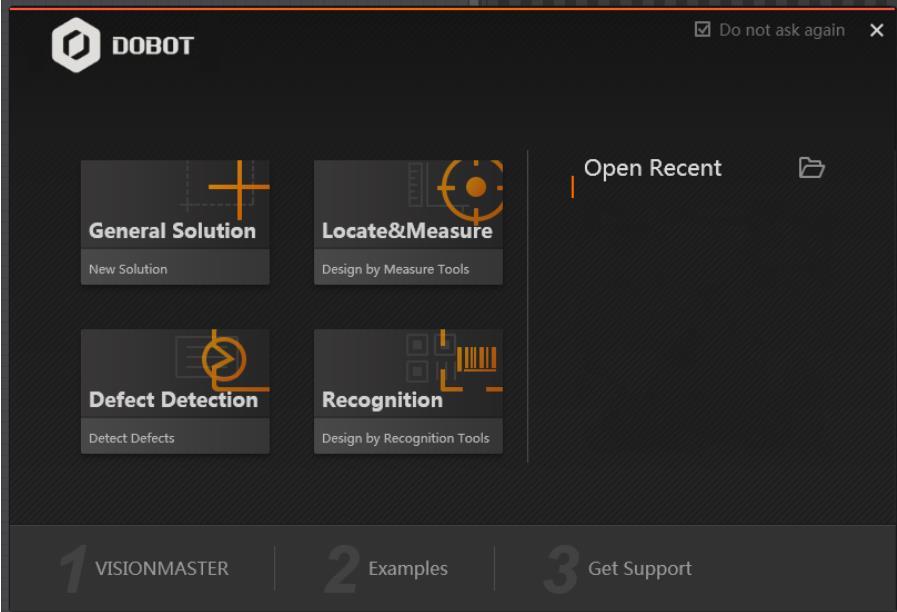 DOBOT
Do not ask again
General Solution
New Solution
Locate&Measure
Design by Measure Tools
Open Recent
Defect Detection
Detect Defects
Recognition
Design by Recognition Tools
1 VISIONMASTER
2 Examples
3 Get Support